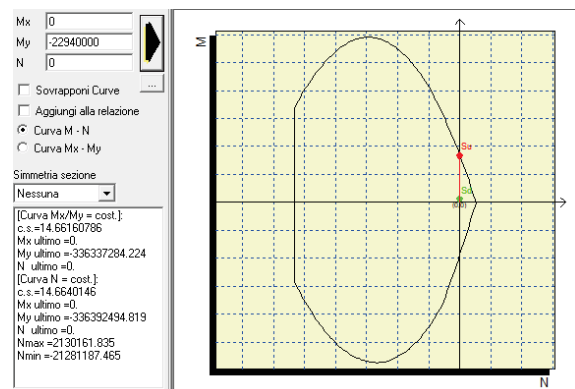 Mx 0
My -22940000
N 0
...
Sovrapponi Curve
Aggiungi alla relazione
Curva M - N
Curva Mx - My
Simmetria sezione
Nessuna
[Curva Mx/My = cost.]:
c.s.=14.66160786
Mx ultimo =0.
My ultimo =-336337284.224
N ultimo =0.
[Curva N = cost.]:
c.s.=14.6640146
Mx ultimo =0.
My ultimo =-336392494.819
N ultimo =0.
Nmax =2130161.835
Nmin =-21281187.465
M
Sd
(0;0)
N